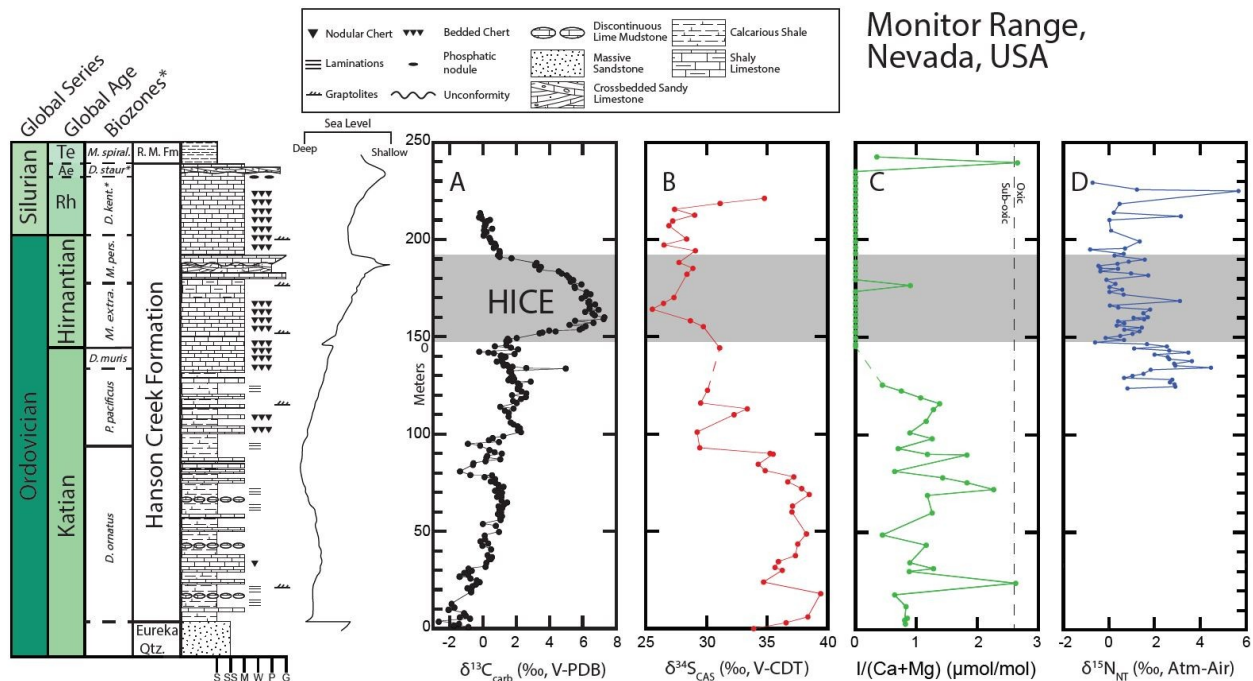 Monitor Range,
Nevada, USA
Nodular Chert
Bedded Chert
Discontinuous
Lime Mudstone
Calcarious Shale
Laminations
Phosphatic
nodule
Massive
Sandstone
Shaly
Limestone
Graptolites
Unconformity
Crossbedded Sandy
Limestone
Global Series
Global Age
Biozones*
Sea Level
Deep
Shallow
Silurian
Ordovician
Te
Ae
Rh
Hirnantian
Katian
M. spiral.
D. staur*
D. kent.*
M. pers.
M. extra.
D. muris
P. pacificus
D. ornatus
R. M. Fm
Hanson Creek Formation
Eureka
Qtz.
S SS M W P G
250
200
150
0
100
50
0
Meters
A
HICE
-2 0 2 4 6 8
δ¹³Ccarb (‰, V-PDB)
B
25 30 35 40
δ³⁴SCAS (‰, V-CDT)
C
Oxic
Sub-oxic
0 1 2 3
I/(Ca+Mg) (μmol/mol)
D
-2 0 2 4 6
δ¹⁵NNT (‰, Atm-Air)